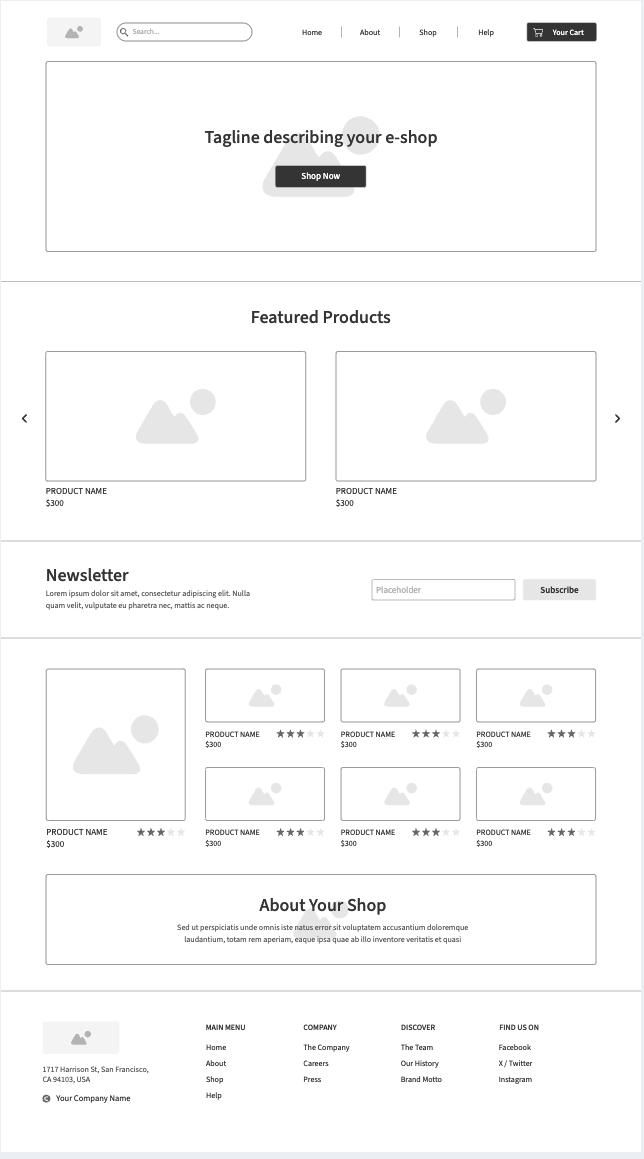 Search...
Home
About
Shop
Help
Your Cart
Tagline describing your e-shop
Shop Now
Featured Products
PRODUCT NAME
$300
PRODUCT NAME
$300
Newsletter
Lorem ipsum dolor sit amet, consectetur adipiscing elit. Nulla
quam velit, vulputate eu pharetra nec, mattis ac neque.
Placeholder
Subscribe
PRODUCT NAME
$300
PRODUCT NAME
$300
PRODUCT NAME
$300
PRODUCT NAME
$300
PRODUCT NAME
$300
PRODUCT NAME
$300
PRODUCT NAME
$300
About Your Shop
Sed ut perspiciatis unde omnis iste natus error sit voluptatem accusantium doloremque
laudantium, totam rem aperiam, eaque ipsa quae ab illo inventore veritatis et quasi
1717 Harrison St, San Francisco,
CA 94103, USA
C Your Company Name
MAIN MENU
Home
About
Shop
Help
COMPANY
The Company
Careers
Press
DISCOVER
The Team
Our History
Brand Motto
FIND US ON
Facebook
X / Twitter
Instagram